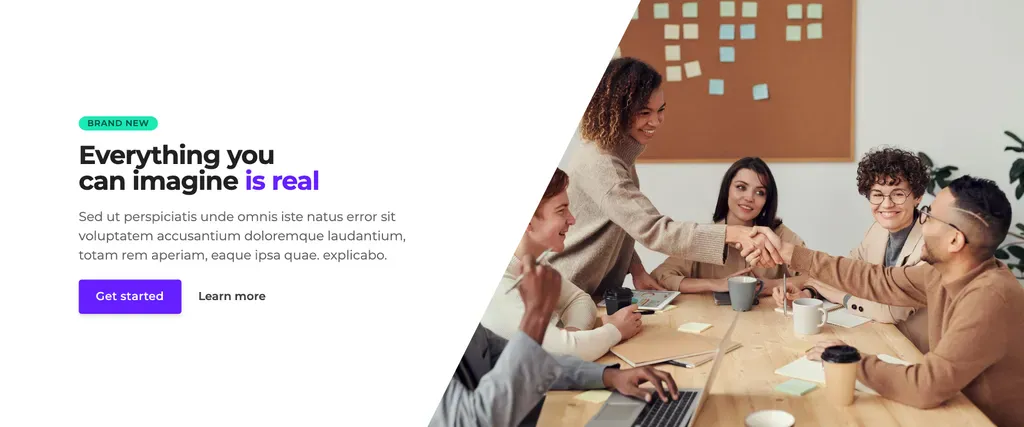 BRAND NEW
Everything you
can imagine is real
Sed ut perspiciatis unde omnis iste natus error sit
voluptatem accusantium doloremque laudantium,
totam rem aperiam, eaque ipsa quae. explicabo.
Get started Learn more